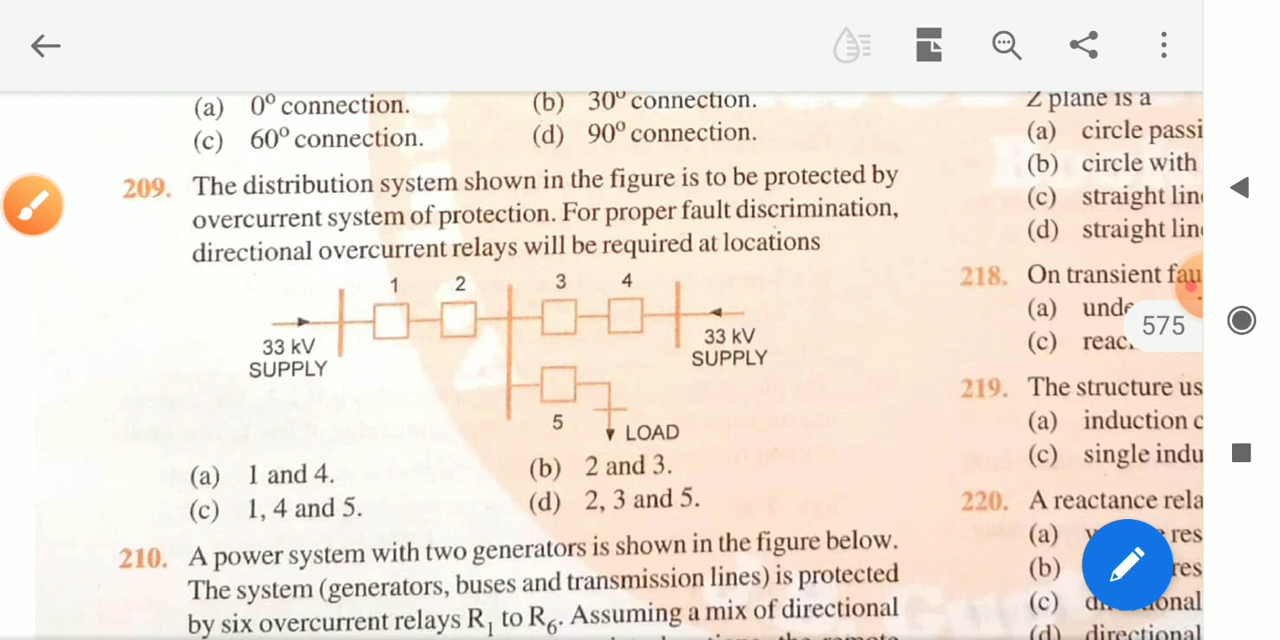 (a) 0° connection. (b) 30° connection.
(c) 60° connection. (d) 90° connection.
209. The distribution system shown in the figure is to be protected by
overcurrent system of protection. For proper fault discrimination,
directional overcurrent relays will be required at locations
1 2 3 4
33 kV
SUPPLY
33 kV
SUPPLY
5
LOAD
(a) 1 and 4. (b) 2 and 3.
(c) 1, 4 and 5. (d) 2, 3 and 5.
210. A power system with two generators is shown in the figure below.
The system (generators, buses and transmission lines) is protected
by six overcurrent relays R₁ to R₆. Assuming a mix of directional
Z plane is a
(a) circle passi
(b) circle with
(c) straight lin
(d) straight lin
218. On transient fau
(a) unde
(c) reac
575
219. The structure us
(a) induction c
(c) single indu
220. A reactance rela
(a) res
(b) res
(c) onal
(d) directional